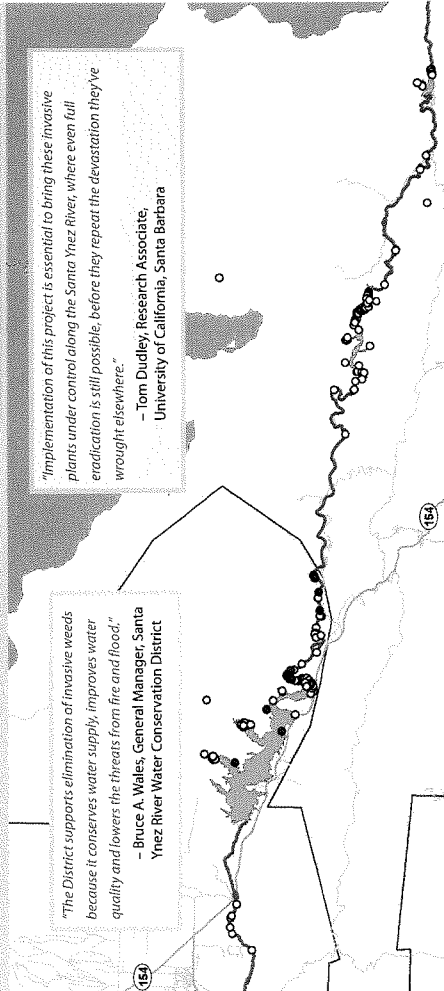 "The District supports elimination of invasive weeds
because it conserves water supply, improves water
quality and lowers the threats from fire and flood."
– Bruce A. Wales, General Manager, Santa
Ynez River Water Conservation District
"Implementation of this project is essential to bring these invasive
plants under control along the Santa Ynez River, where even full
eradication is still possible, before they repeat the devastation they've
wrought elsewhere."
– Tom Dudley, Research Associate,
University of California, Santa Barbara
154
154